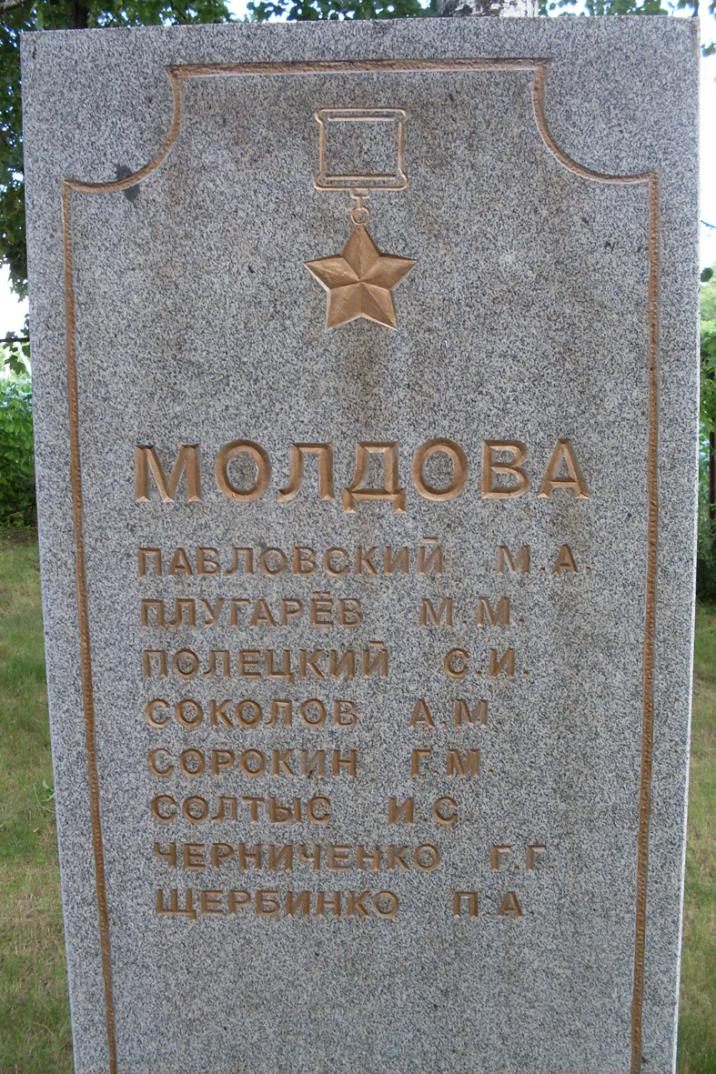 МОЛДОВА
ПАВЛОВСКИЙ М.А.
ПЛУГАРЁВ М.М.
ПОЛЕЦКИЙ С.И.
СОКОЛОВ А.М.
СОРОКИН Г.М.
СОЛТЫС И.С.
ЧЕРНИЧЕНКО Г.Г
ЩЕРБИНКО П.А.